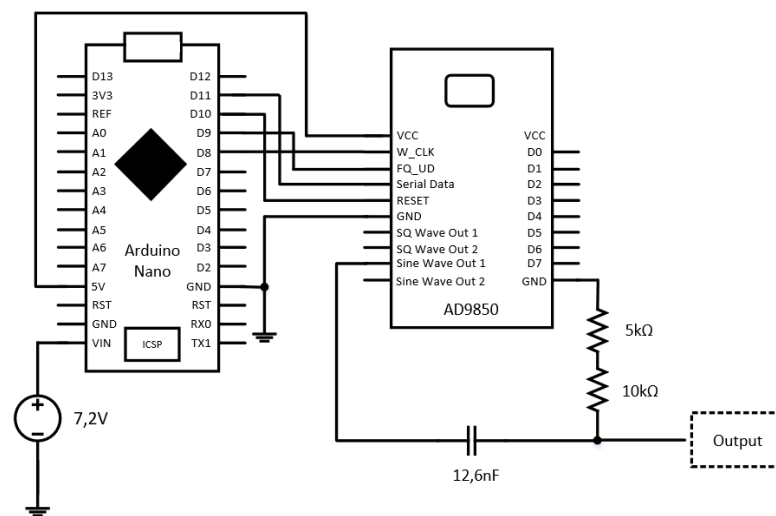 D13
3V3
REF
A0
A1
A2
A3
A4
A5
A6
A7
5V
RST
GND
VIN
D12
D11
D10
D9
D8
D7
D6
D5
D4
D3
D2
GND
RST
RX0
TX1
Arduino
Nano
ICSP
+
−
7,2V
VCC
W_CLK
FQ_UD
Serial Data
RESET
GND
SQ Wave Out 1
SQ Wave Out 2
Sine Wave Out 1
Sine Wave Out 2
VCC
D0
D1
D2
D3
D4
D5
D6
D7
GND
AD9850
5kΩ
10kΩ
12,6nF
Output